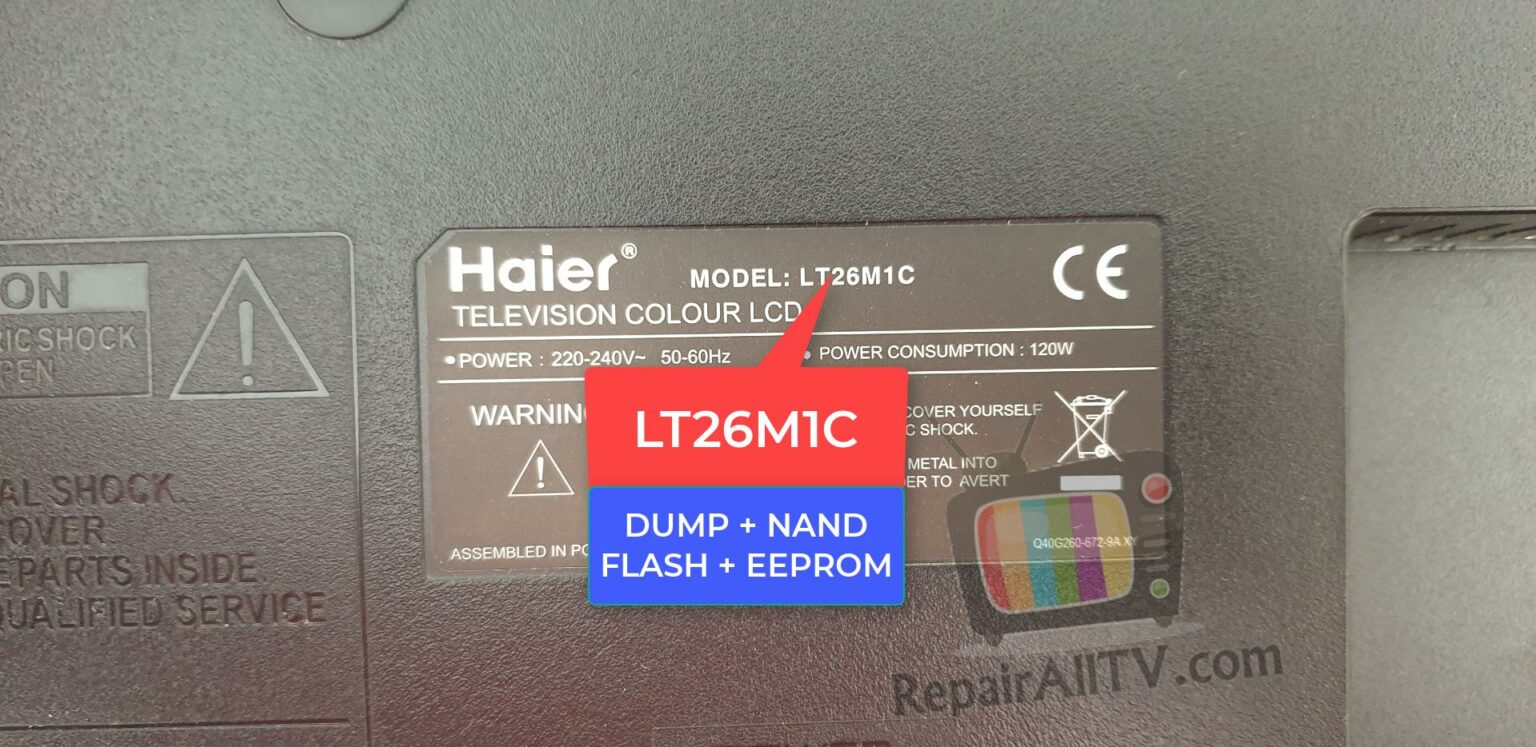 Haier®
MODEL: LT26M1C
CE
TELEVISION COLOUR LCD
•POWER : 220-240V~ 50-60Hz
• POWER CONSUMPTION : 120W
ON
RIC SHOCK
PEN
WARNIN
COVER YOURSELF
C SHOCK.
METAL INTO
ER TO AVERT
LT26M1C
DUMP + NAND
FLASH + EEPROM
ASSEMBLED IN PO
Q40G260-672-9A XY
AL SHOCK.
COVER
EPARTS INSIDE
QUALIFIED SERVICE
RepairAllTV.com